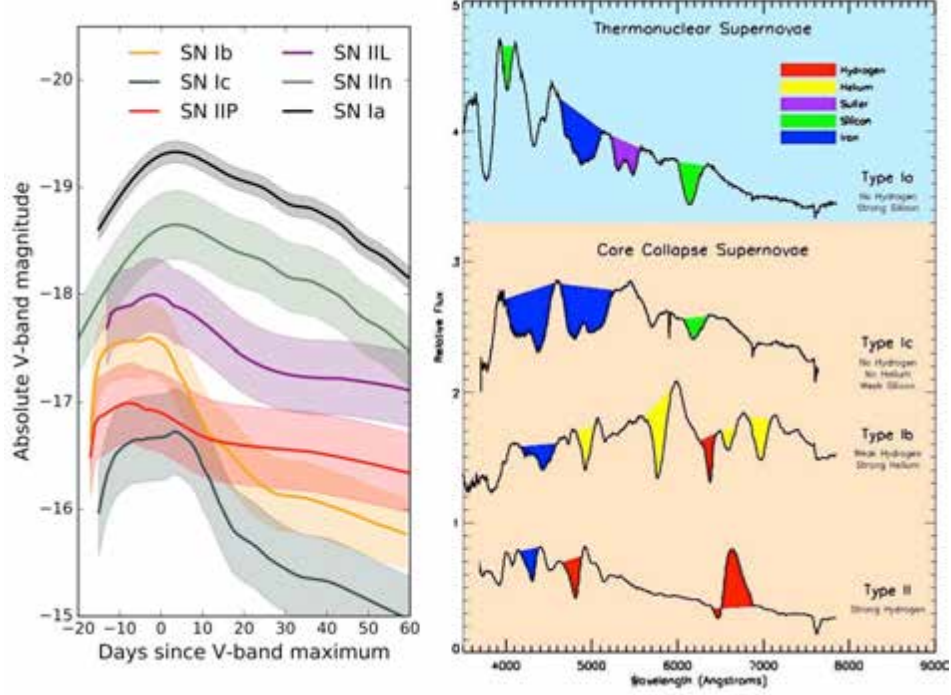 SN Ib
SN Ic
SN IIP
SN IIL
SN IIn
SN Ia
−20
−19
−18
−17
−16
−15
Absolute V-band magnitude
−20 −10 0 10 20 30 40 50 60
Days since V-band maximum
Thermonuclear Supernovae
Hydrogen
Helium
Sulfer
Silicon
Iron
Type Ia
No Hydrogen
Strong Silicon
Core Collapse Supernovae
Type Ic
No Hydrogen
No Helium
Weak Silicon
Type Ib
Weak Hydrogen
Strong Helium
Type II
Strong Hydrogen
5
4
3
2
1
0
Relative Flux
4000 5000 6000 7000 8000 9000
Wavelength (Angstroms)